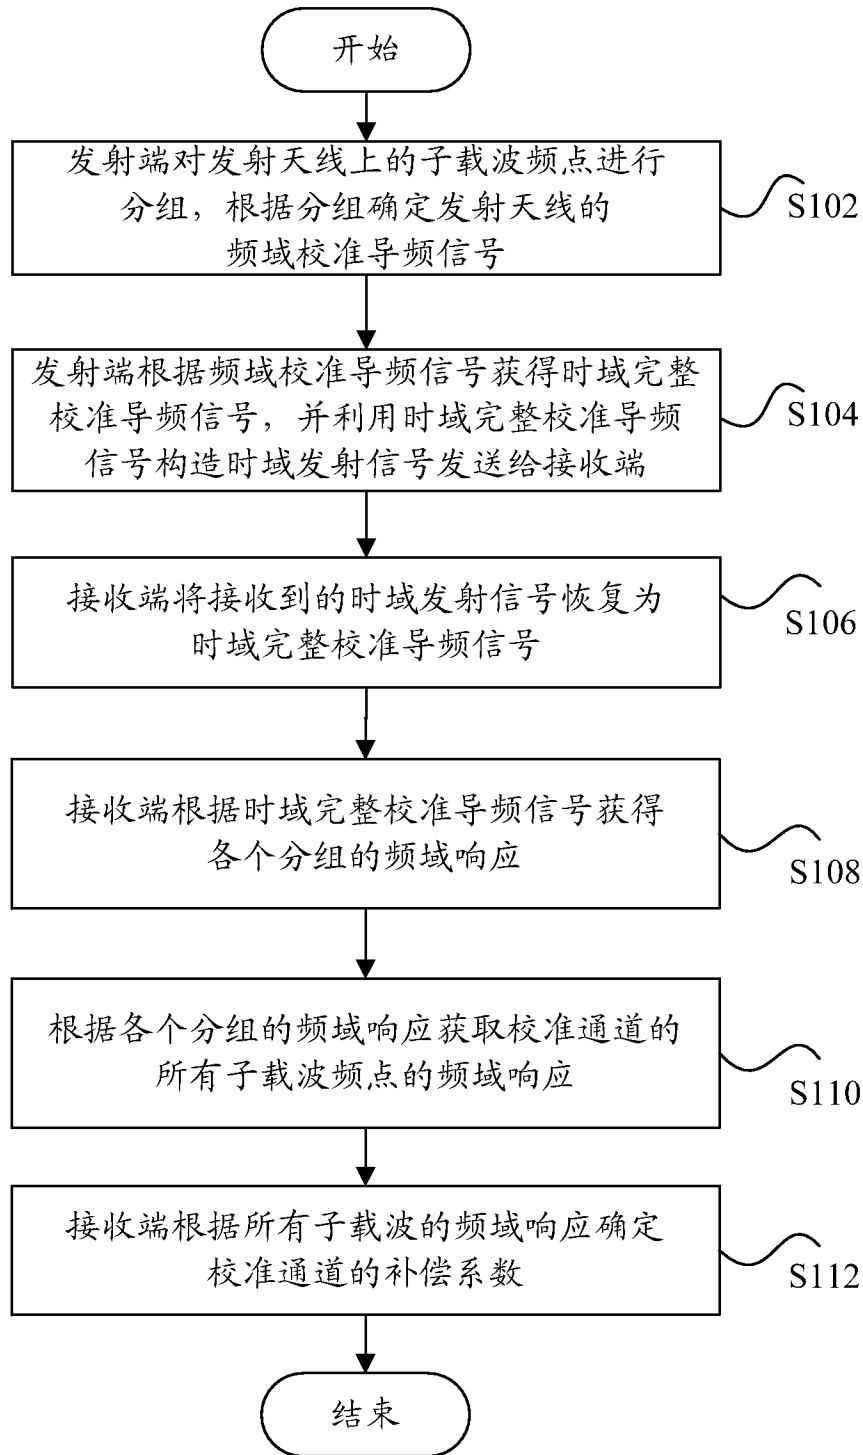 开始
发射端对发射天线上的子载波频点进行
分组，根据分组确定发射天线的
频域校准导频信号
S102
发射端根据频域校准导频信号获得时域完整
校准导频信号，并利用时域完整校准导频
信号构造时域发射信号发送给接收端
S104
接收端将接收到的时域发射信号恢复为
时域完整校准导频信号
S106
接收端根据时域完整校准导频信号获得
各个分组的频域响应
S108
根据各个分组的频域响应获取校准通道的
所有子载波频点的频域响应
S110
接收端根据所有子载波的频域响应确定
校准通道的补偿系数
S112
结束